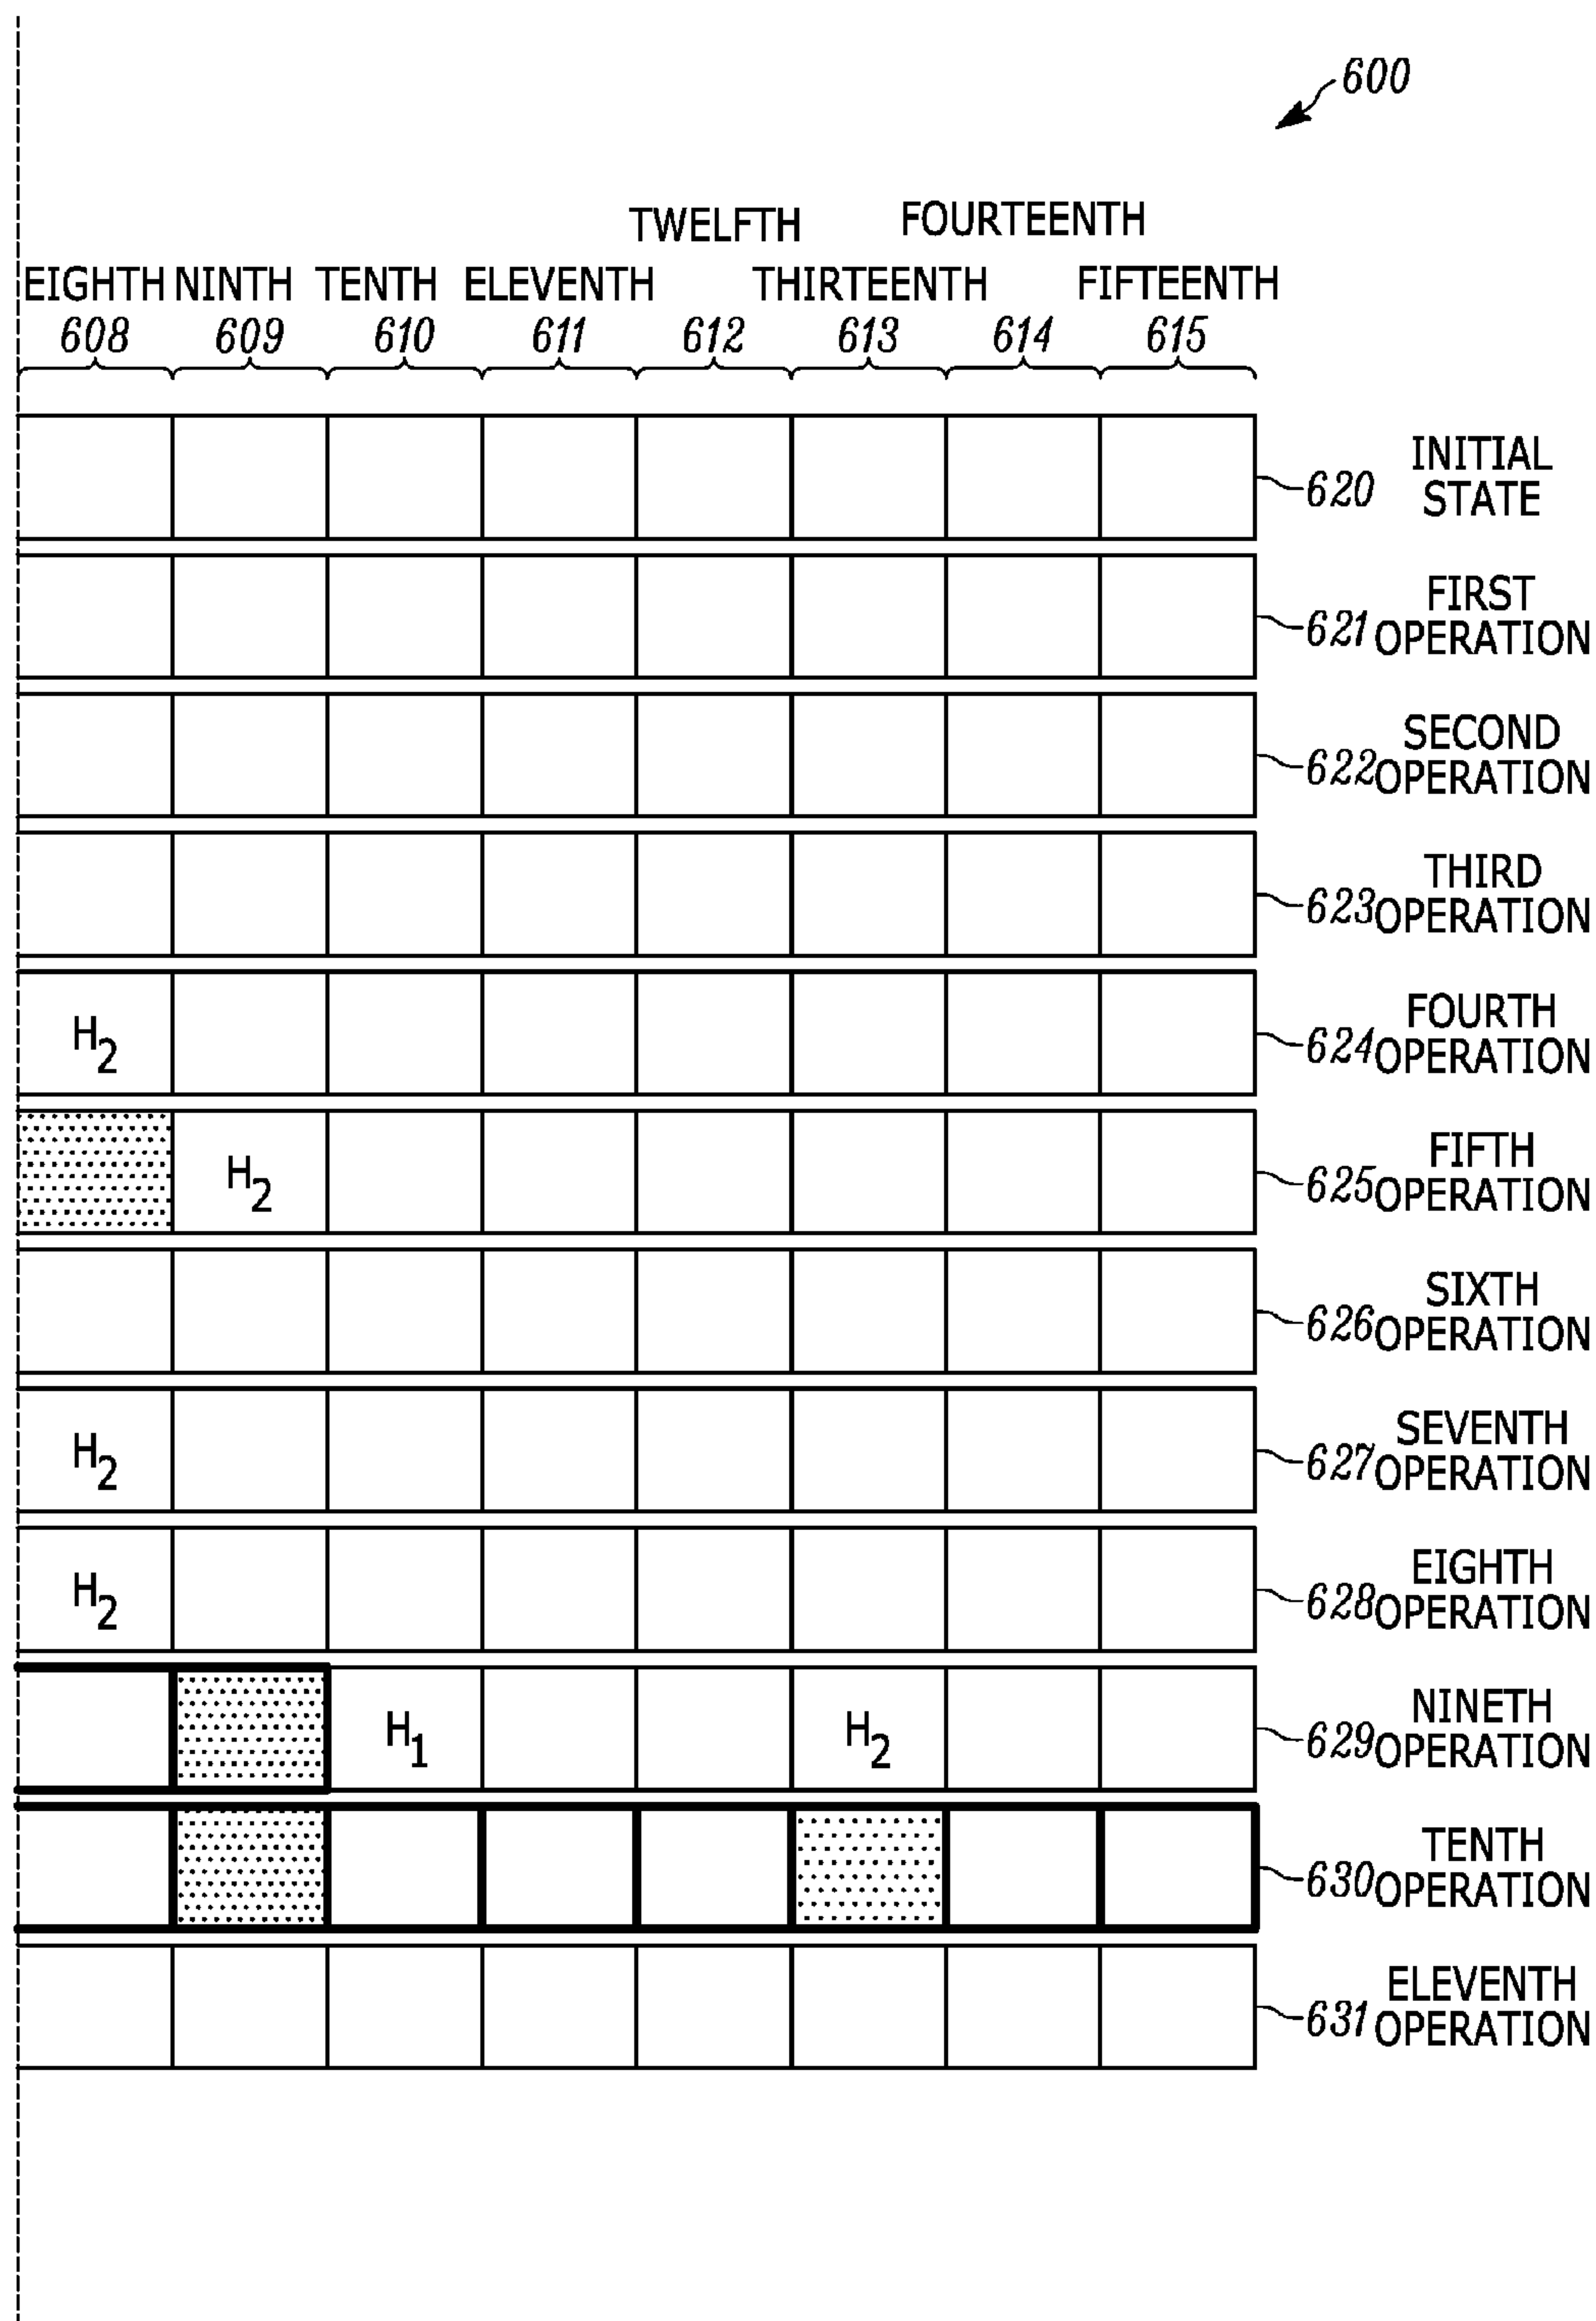 600
TWELFTH FOURTEENTH
EIGHTH NINTH TENTH ELEVENTH THIRTEENTH FIFTEENTH
608 609 610 611 612 613 614 615
INITIAL
620 STATE
FIRST
621 OPERATION
SECOND
622 OPERATION
THIRD
623 OPERATION
FOURTH
H2 624 OPERATION
FIFTH
H2 625 OPERATION
SIXTH
626 OPERATION
SEVENTH
H2 627 OPERATION
EIGHTH
H2 628 OPERATION
NINETH
H1 H2 629 OPERATION
TENTH
630 OPERATION
ELEVENTH
631 OPERATION